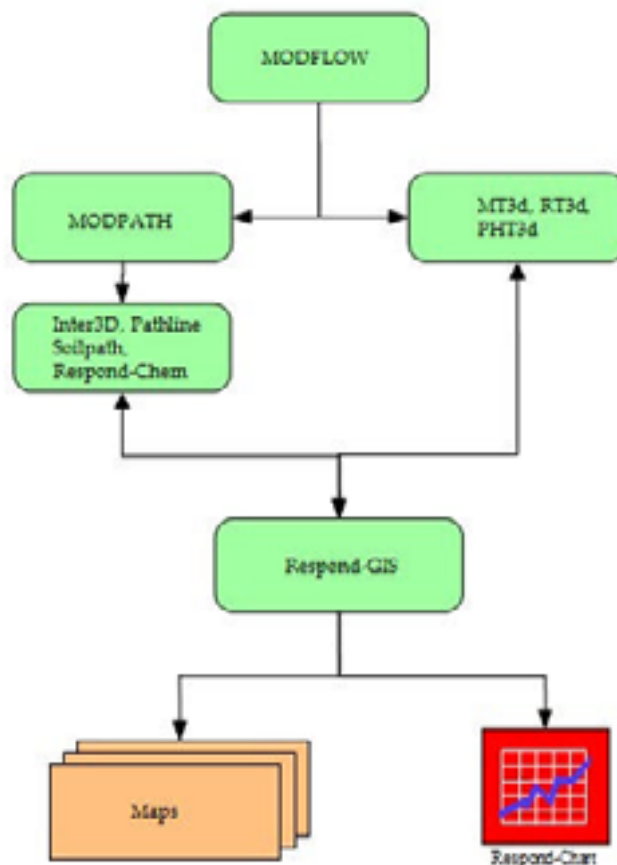 MODFLOW
MODPATH
MT3d, RT3d,
PHT3d
Inter3D. Pathline
Soilpath,
Respond-Chem
Respond-GIS
Maps
Respond-Chart